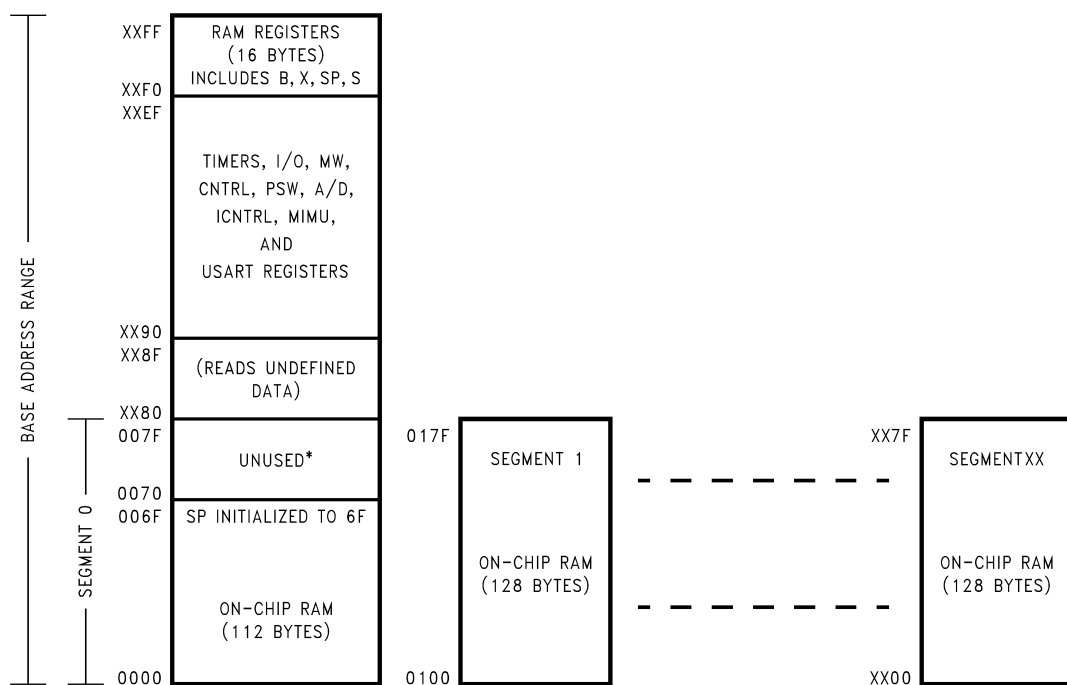 BASE ADDRESS RANGE
SEGMENT 0
XXFF
RAM REGISTERS
(16 BYTES)
INCLUDES B, X, SP, S
XXF0
XXEF
TIMERS, I/O, MW,
CNTRL, PSW, A/D,
ICNTRL, MIMU,
AND
USART REGISTERS
XX90
XX8F
(READS UNDEFINED
DATA)
XX80
007F
UNUSED*
0070
006F
SP INITIALIZED TO 6F
ON-CHIP RAM
(112 BYTES)
0000
017F
SEGMENT 1
ON-CHIP RAM
(128 BYTES)
0100
XX7F
SEGMENT XX
ON-CHIP RAM
(128 BYTES)
XX00